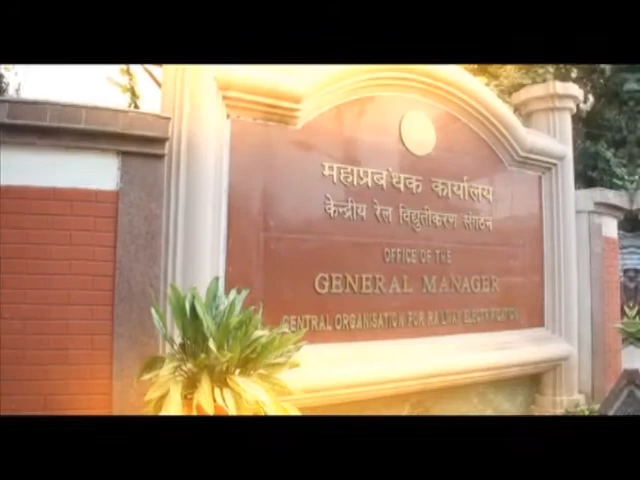 महाप्रबंधक कार्यालय
केन्द्रीय रेल विद्युतीकरण संगठन
OFFICE OF THE
GENERAL MANAGER
CENTRAL ORGANISATION FOR RAILWAY ELECTRIFICATION